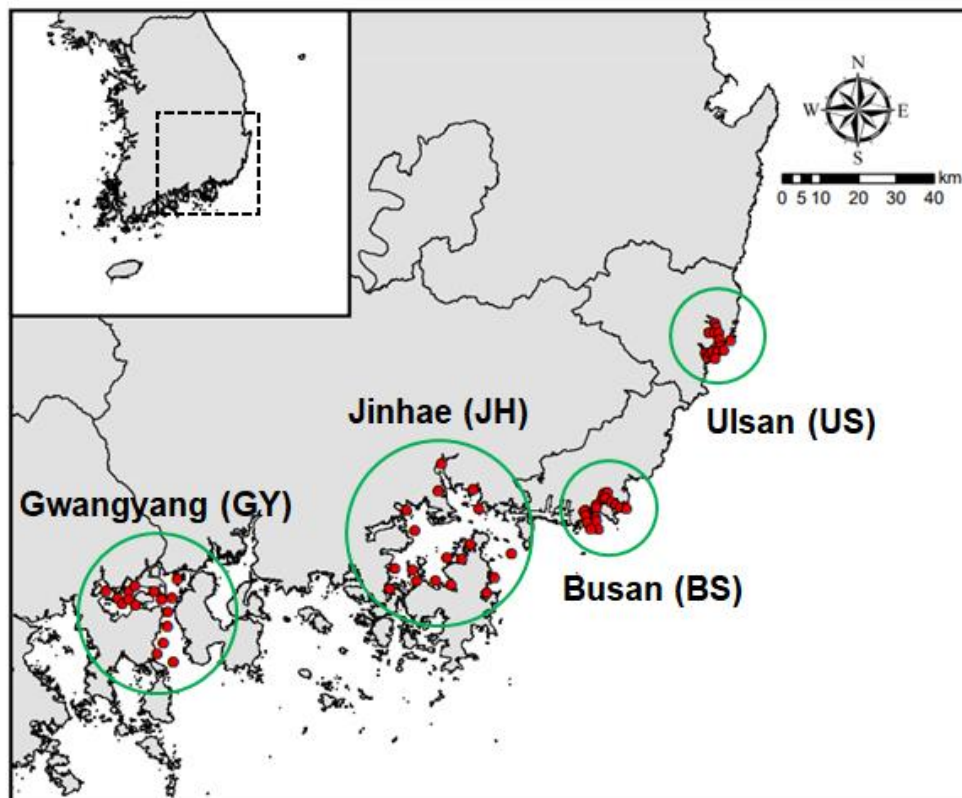 N
W E
S
km
0 5 10 20 30 40
Ulsan (US)
Jinhae (JH)
Gwangyang (GY)
Busan (BS)